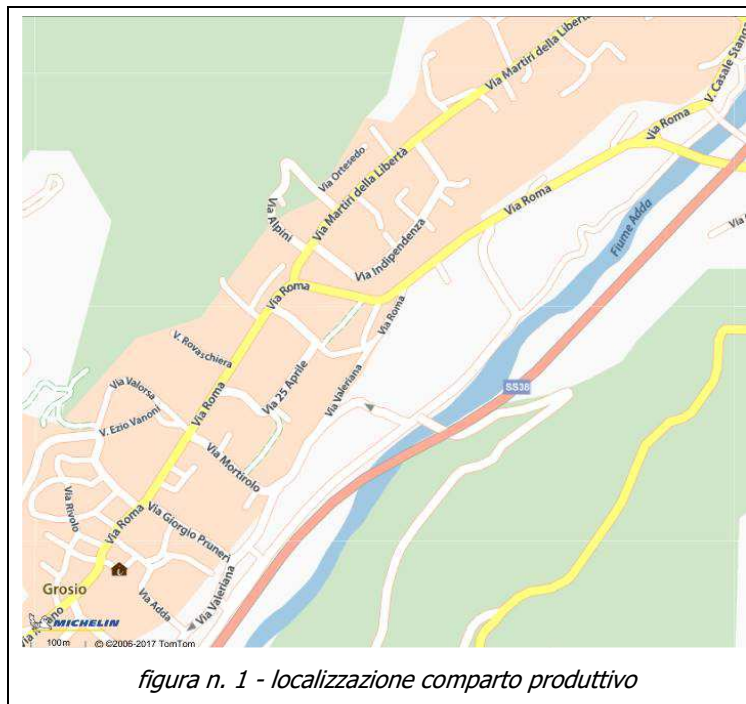 Via Martiri della Libertà
V. Casale Stanga
Via Roma
Via Ortesedo
Via Martiri della Libertà
Via Roma
Fiume Adda
Via Alpini
Via Indipendenza
Via Roma
Via Roma
V. Rovaschiera
SS38
Via Valorsa
Via 25 Aprile
Via Valeriana
V. Ezio Vanoni
Via Roma
Via Mortirolo
Via Rivolo
Via Roma
Via Giorgio Pruneri
Grosio
Via Adda
Via Valeriana
MICHELIN
100m
© ©2006-2017 TomTom
figura n. 1 - localizzazione comparto produttivo